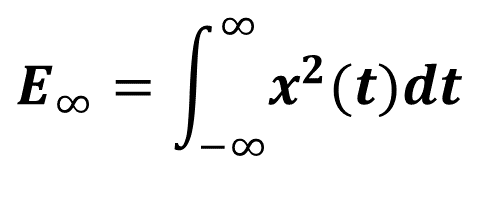 E∞ = ∫_{-∞}^{∞} x²(t)dt